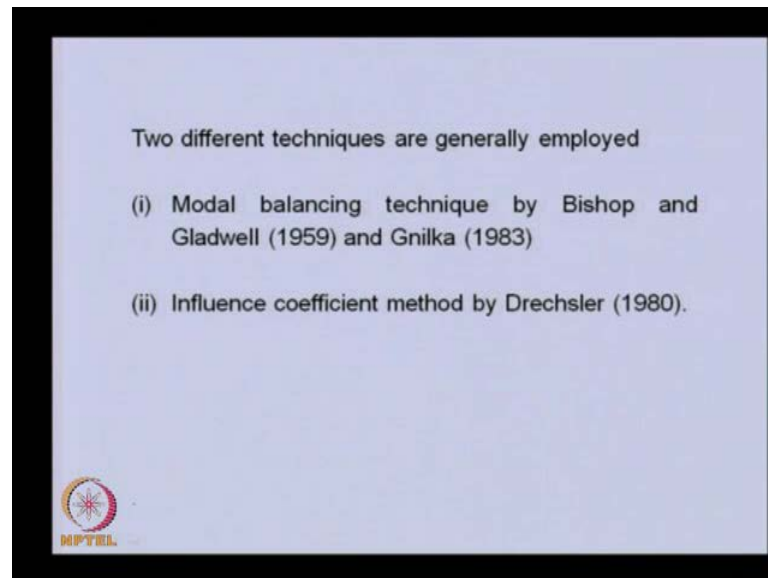 Two different techniques are generally employed
(i) Modal balancing technique by Bishop and
Gladwell (1959) and Gnilka (1983)
(ii) Influence coefficient method by Drechsler (1980).
NPTEL